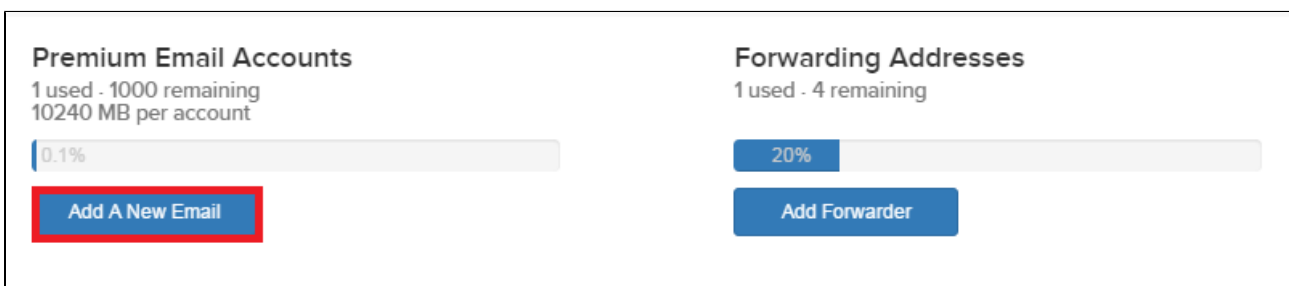 Premium Email Accounts
1 used - 1000 remaining
10240 MB per account
0.1%
Add A New Email
Forwarding Addresses
1 used - 4 remaining
20%
Add Forwarder